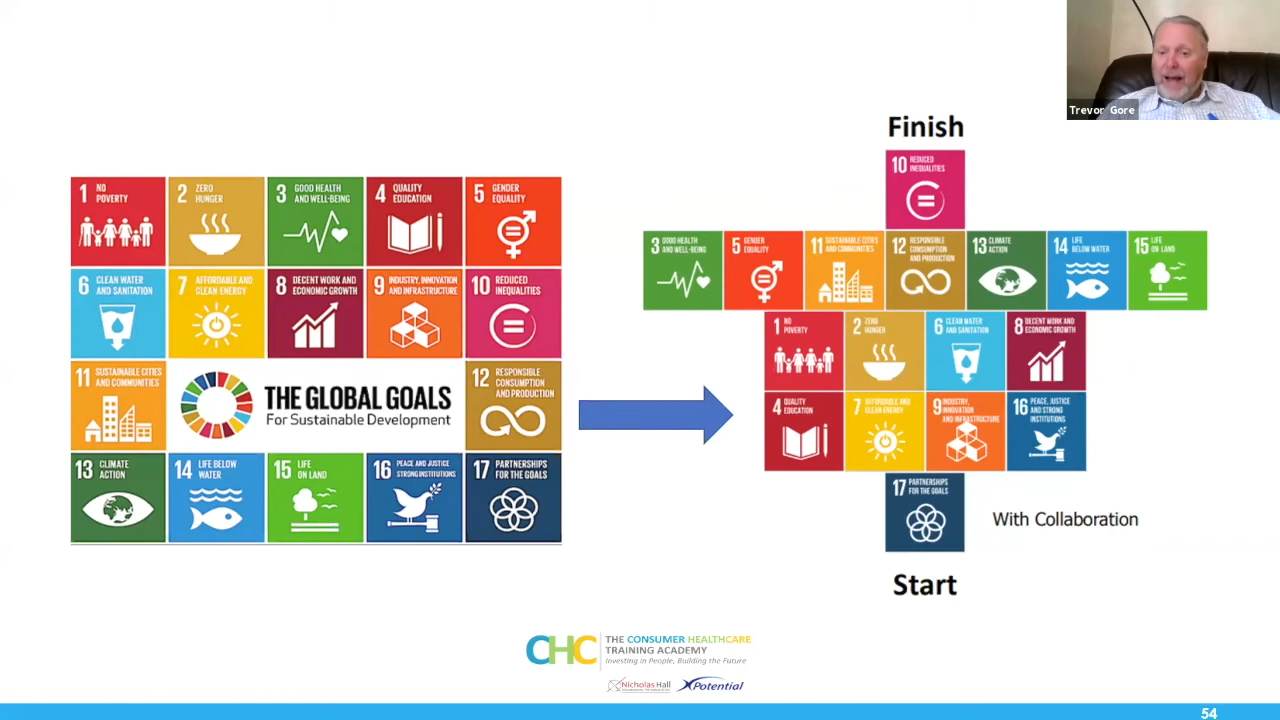 Trevor Gore
1 NO
POVERTY
2 ZERO
HUNGER
3 GOOD HEALTH
AND WELL-BEING
4 QUALITY
EDUCATION
5 GENDER
EQUALITY
6 CLEAN WATER
AND SANITATION
7 AFFORDABLE AND
CLEAN ENERGY
8 DECENT WORK AND
ECONOMIC GROWTH
9 INDUSTRY, INNOVATION
AND INFRASTRUCTURE
10 REDUCED
INEQUALITIES
11 SUSTAINABLE CITIES
AND COMMUNITIES
THE GLOBAL GOALS
For Sustainable Development
12 RESPONSIBLE
CONSUMPTION
AND PRODUCTION
13 CLIMATE
ACTION
14 LIFE BELOW
WATER
15 LIFE
ON LAND
16 PEACE AND JUSTICE
STRONG INSTITUTIONS
17 PARTNERSHIPS
FOR THE GOALS
Finish
10 REDUCED
INEQUALITIES
3 GOOD HEALTH
AND WELL-BEING
5 GENDER
EQUALITY
11 SUSTAINABLE CITIES
AND COMMUNITIES
12 RESPONSIBLE
CONSUMPTION
AND PRODUCTION
13 CLIMATE
ACTION
14 LIFE
BELOW WATER
15 LIFE
ON LAND
1 NO
POVERTY
2 ZERO
HUNGER
6 CLEAN WATER
AND SANITATION
8 DECENT WORK AND
ECONOMIC GROWTH
4 QUALITY
EDUCATION
7 AFFORDABLE AND
CLEAN ENERGY
9 INDUSTRY,
INNOVATION
AND INFRASTRUCTURE
16 PEACE, JUSTICE
AND STRONG
INSTITUTIONS
17 PARTNERSHIPS
FOR THE GOALS
With Collaboration
Start
CHC
THE CONSUMER HEALTHCARE
TRAINING ACADEMY
Investing in People, Building the Future
Nicholas Hall
XPotential
54